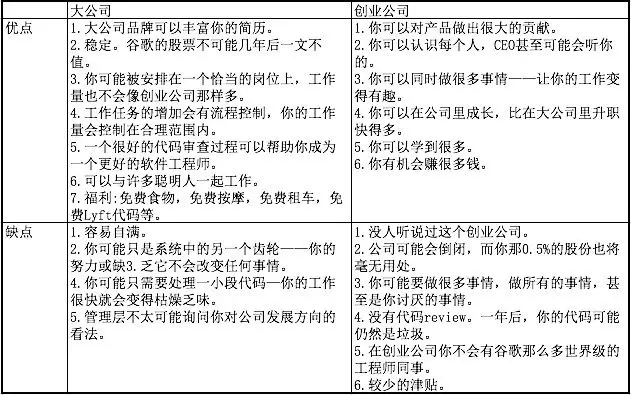 大公司
创业公司
优点
1.大公司品牌可以丰富你的简历。
2.稳定。谷歌的股票不可能几年后一文不
值。
3.你可能被安排在一个恰当的岗位上，工作
量也不会像创业公司那样多。
4.工作任务的增加会有流程控制，你的工作
量会控制在合理范围内。
5.一个很好的代码审查过程可以帮助你成为
一个更好的软件工程师。
6.可以与许多聪明人一起工作。
7.福利:免费食物，免费按摩，免费租车，免
费Lyft代码等。
1.你可以对产品做出很大的贡献。
2.你可以认识每个人，CEO甚至可能会听你
的。
3.你可以同时做很多事情——让你的工作变
得有趣。
4.你可以在公司里成长，比在大公司里升职
快得多。
5.你可以学到很多。
6.你有机会赚很多钱。
缺点
1.容易自满。
2.你可能只是系统中的另一个齿轮——你的
努力或缺3.乏它不会改变任何事情。
4.你可能只需要处理一小段代码—你的工作
很快就会变得枯燥乏味。
5.管理层不太可能询问你对公司发展方向的
看法。
1.没人听说过这个创业公司。
2.公司可能会倒闭，而你那0.5%的股份也将
毫无用处。
3.你可能要做很多事情，做所有的事情，甚
至是你讨厌的事情。
4.没有代码review。一年后，你的代码可能
仍然是垃圾。
5.在创业公司你不会有谷歌那么多世界级的
工程师同事。
6.较少的津贴。